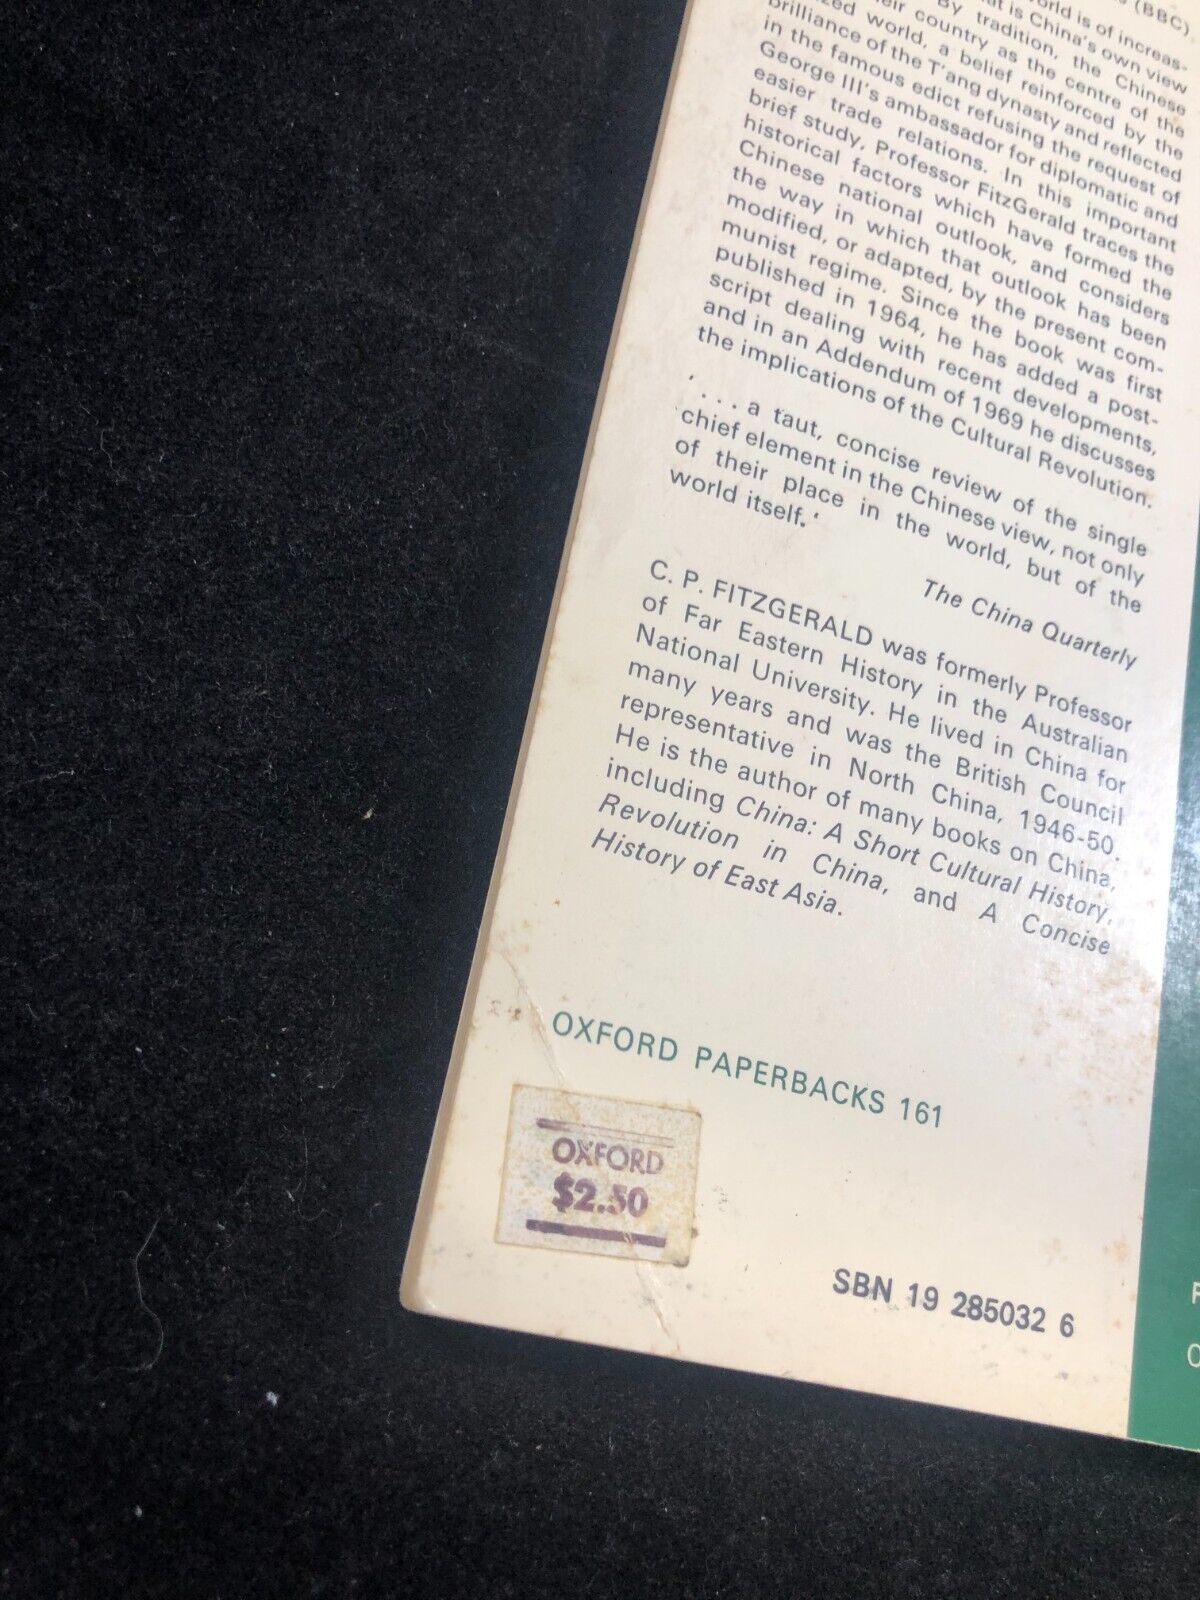 (BBC)
world is of increas-
is China's own view
By tradition, the Chinese
their country as the centre of the
world, a belief reinforced by the
brilliance of the T'ang dynasty and reflected
in the famous edict refusing the request of
George III's ambassador for diplomatic and
easier trade relations. In this important
brief study, Professor FitzGerald traces the
historical factors which have formed the
Chinese national outlook, and considers
the way in which that outlook has been
modified, or adapted, by the present com-
munist regime. Since the book was first
published in 1964, he has added a post-
script dealing with recent developments,
and in an Addendum of 1969 he discusses
the implications of the Cultural Revolution.
'... a taut, concise review of the single
chief element in the Chinese view, not only
of their place in the world, but of the
world itself.'
The China Quarterly
C. P. FITZGERALD was formerly Professor
of Far Eastern History in the Australian
National University. He lived in China for
many years and was the British Council
representative in North China, 1946-50.
He is the author of many books on China,
including China: A Short Cultural History,
Revolution in China, and A Concise
History of East Asia.
OXFORD PAPERBACKS 161
OXFORD
$2.50
SBN 19 285032 6